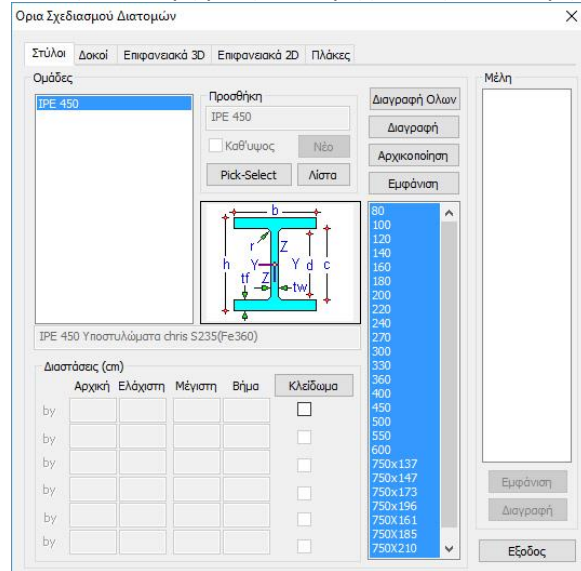 Ορια Σχεδιασμού Διατομών
Στύλοι Δοκοί Επιφανειακά 3D Επιφανειακά 2D Πλάκες
Ομάδες
IPE 450
Προσθήκη
IPE 450
Καθ'υψος Νέο
Pick-Select Λίστα
Διαγραφή Ολων
Διαγραφή
Αρχικοποίηση
Εμφάνιση
Μέλη
b
r Z
h Y Y d c
tf Z tw
80
100
120
140
160
180
200
220
240
270
300
330
360
400
450
500
550
600
750x137
750x147
750x173
750x196
750X161
750X185
750X210
IPE 450 Υποστυλώματα chris S235(Fe360)
Διαστάσεις (cm)
Αρχική Ελάχιστη Μέγιστη Βήμα Κλείδωμα
by
by
by
by
by
by
Εμφάνιση
Διαγραφή
Εξοδος